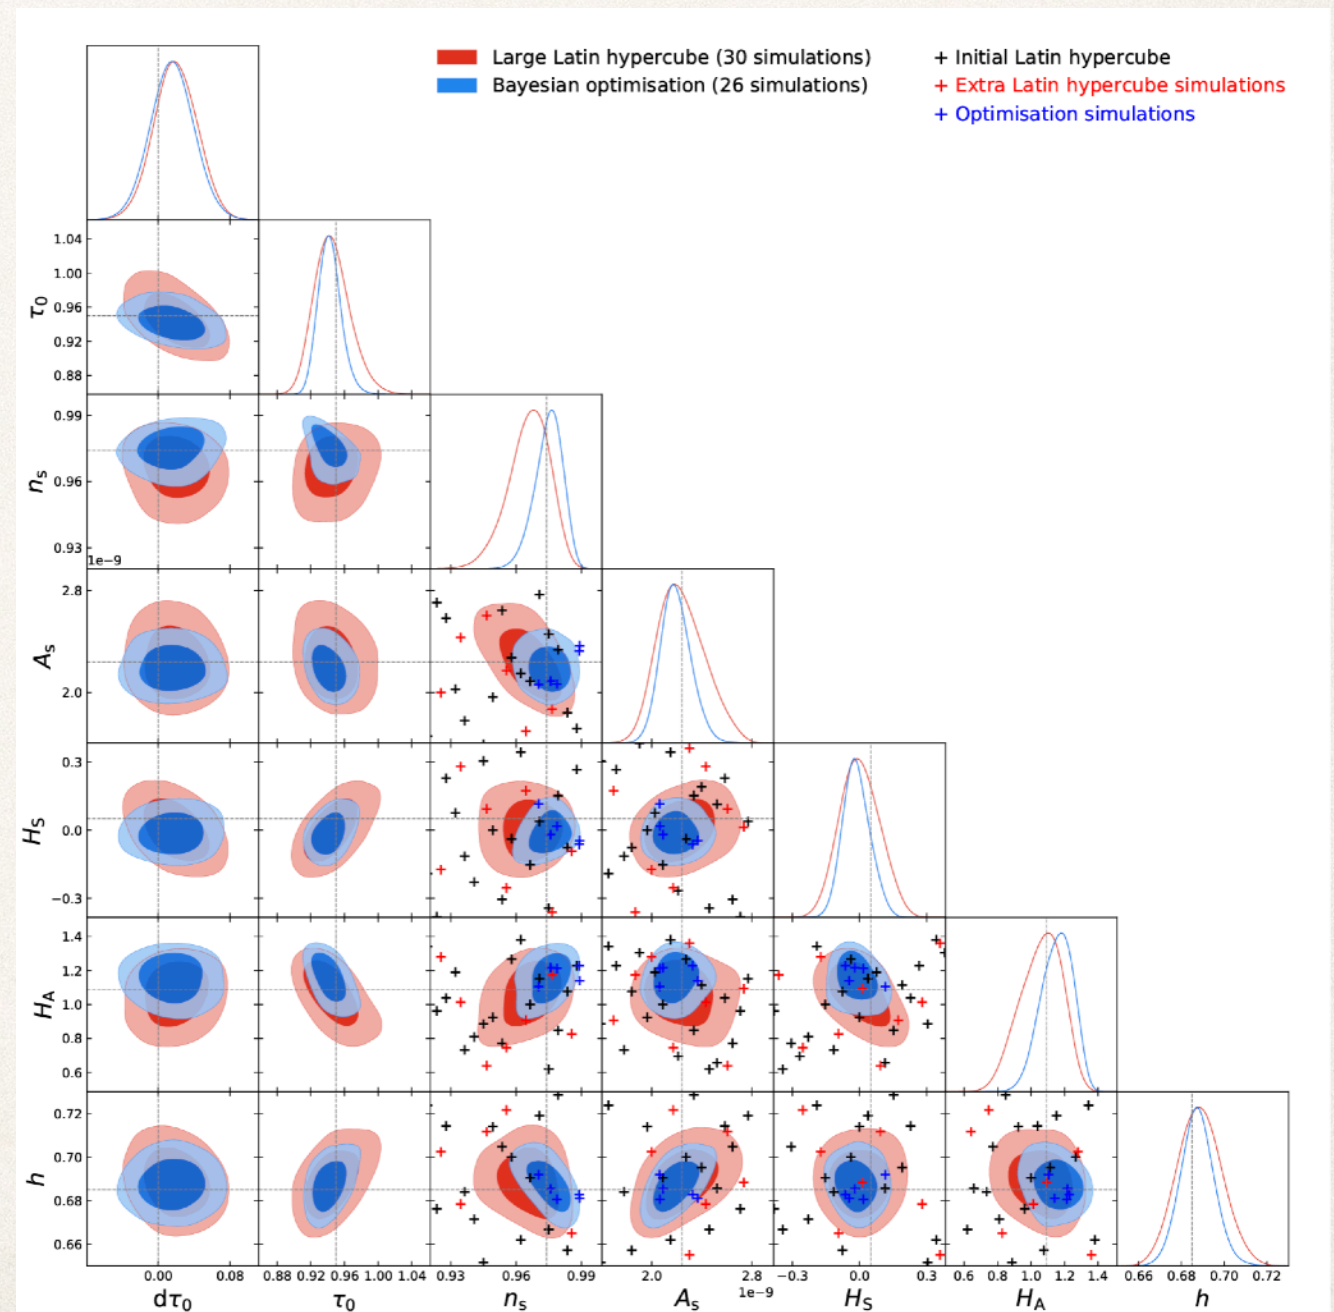 Large Latin hypercube (30 simulations)
Bayesian optimisation (26 simulations)
+ Initial Latin hypercube
+ Extra Latin hypercube simulations
+ Optimisation simulations
1.04
1.00
0.96
0.92
0.88
τ₀
0.99
0.96
0.93
nₛ
1e−9
2.8
2.0
Aₛ
0.3
0.0
−0.3
H_S
1.4
1.2
1.0
0.8
0.6
H_A
0.72
0.70
0.68
0.66
h
0.00 0.08
0.88 0.92 0.96 1.00 1.04
0.93 0.96 0.99
2.0 2.8
1e−9
−0.3 0.0 0.3
0.6 0.8 1.0 1.2 1.4
0.66 0.68 0.70 0.72
dτ₀ τ₀ nₛ Aₛ H_S H_A h